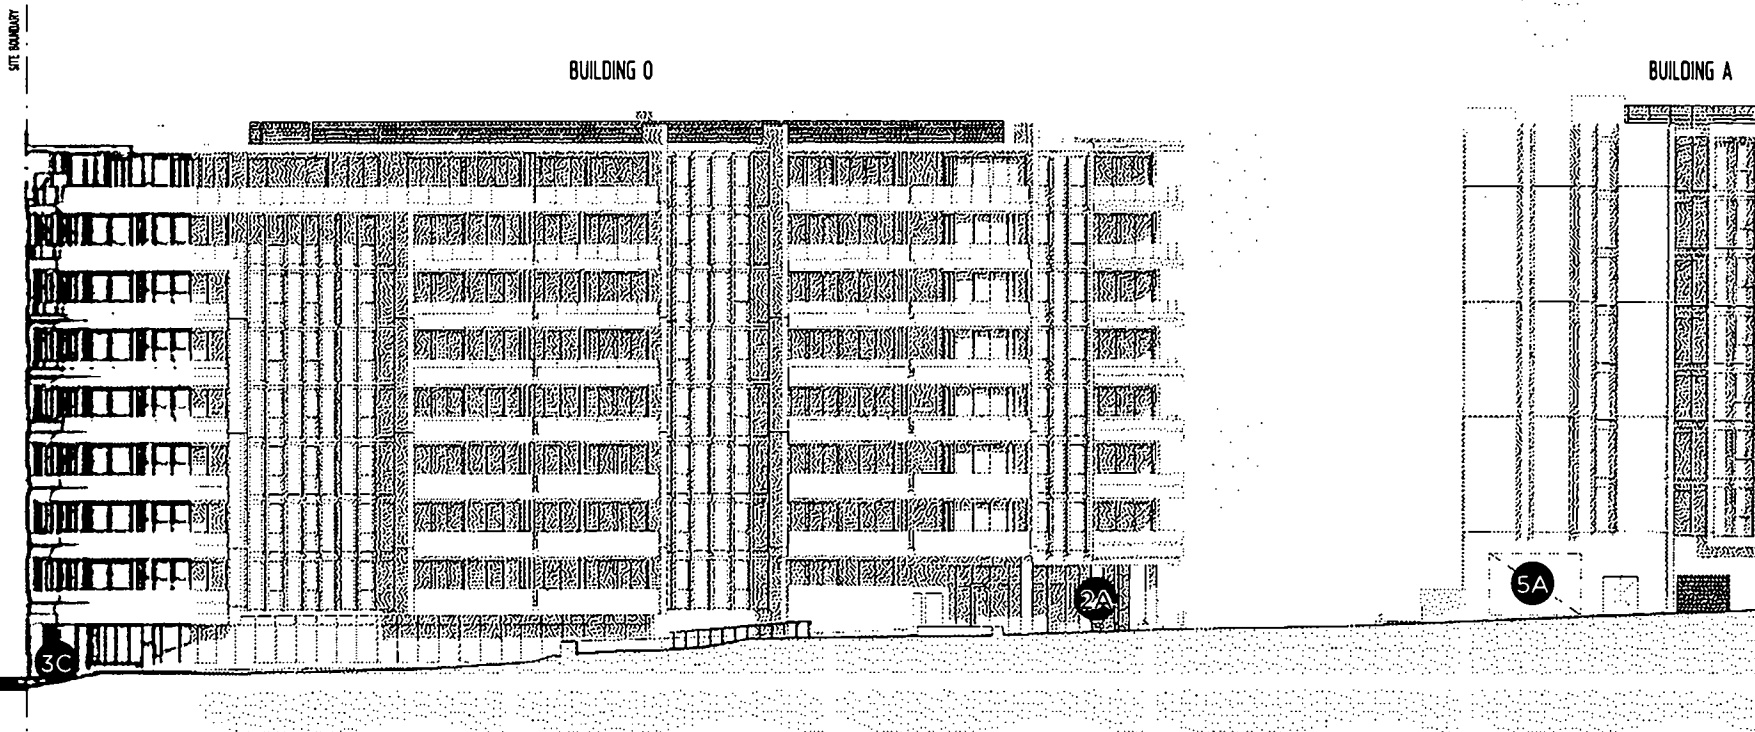 SITE BOUNDARY
BUILDING O
BUILDING A
5A
2A
3C